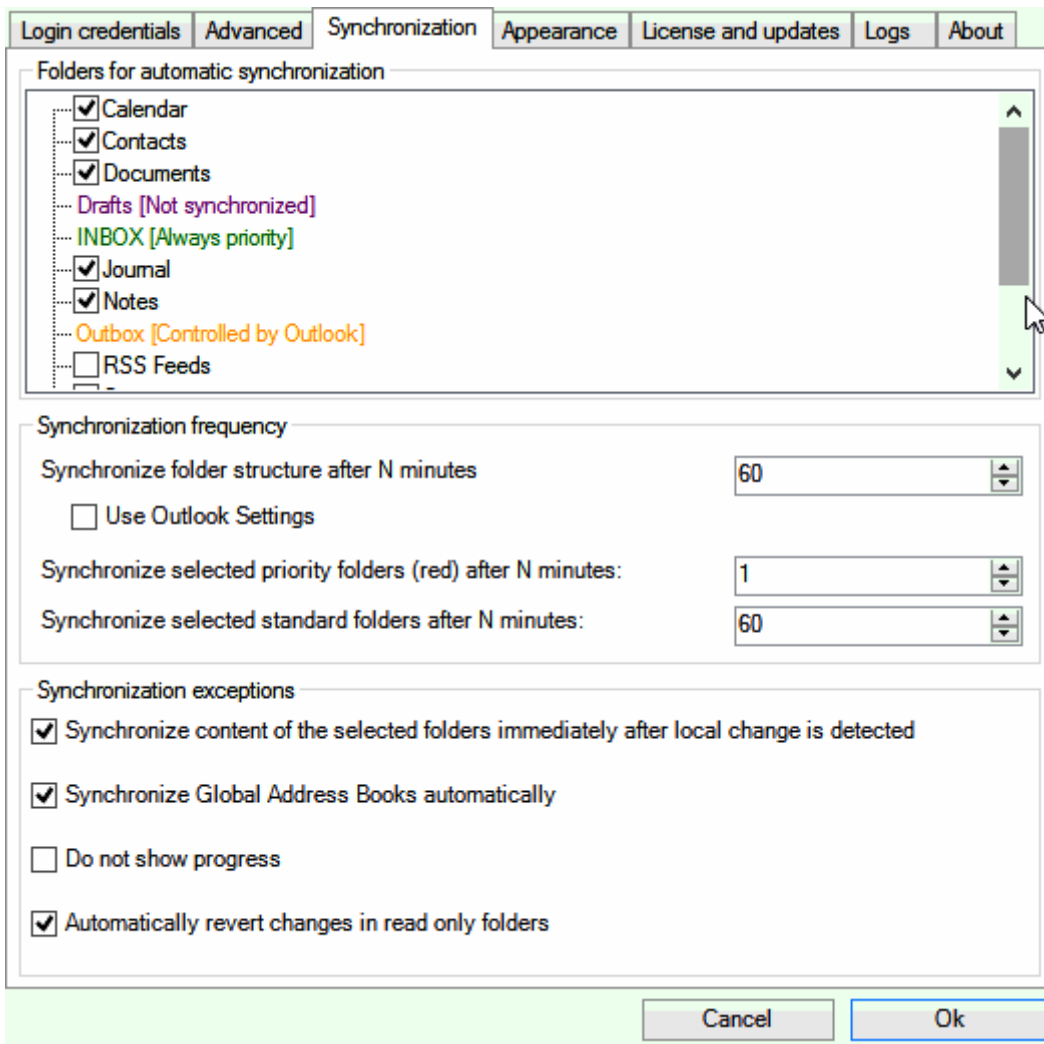 Login credentials Advanced Synchronization Appearance License and updates Logs About
Folders for automatic synchronization
Calendar
Contacts
Documents
Drafts [Not synchronized]
INBOX [Always priority]
Journal
Notes
Outbox [Controlled by Outlook]
RSS Feeds
Synchronization frequency
Synchronize folder structure after N minutes 60
Use Outlook Settings
Synchronize selected priority folders (red) after N minutes: 1
Synchronize selected standard folders after N minutes: 60
Synchronization exceptions
Synchronize content of the selected folders immediately after local change is detected
Synchronize Global Address Books automatically
Do not show progress
Automatically revert changes in read only folders
Cancel Ok